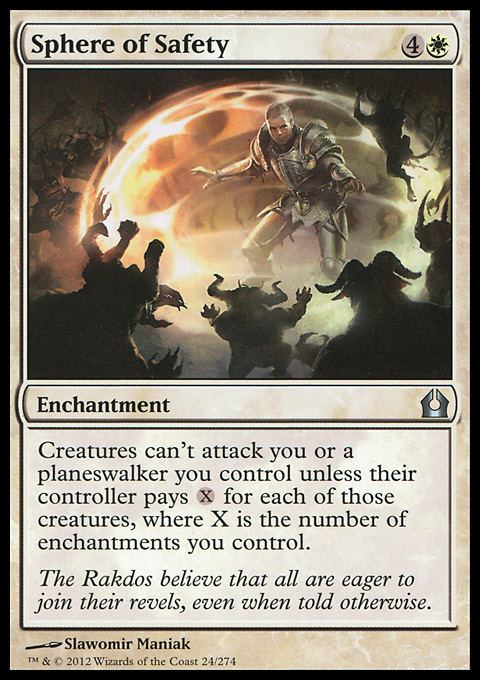 Sphere of Safety 4
Enchantment
Creatures can't attack you or a
planeswalker you control unless their
controller pays X for each of those
creatures, where X is the number of
enchantments you control.
The Rakdos believe that all are eager to
join their revels, even when told otherwise.
Slawomir Maniak
™ & © 2012 Wizards of the Coast 24/274